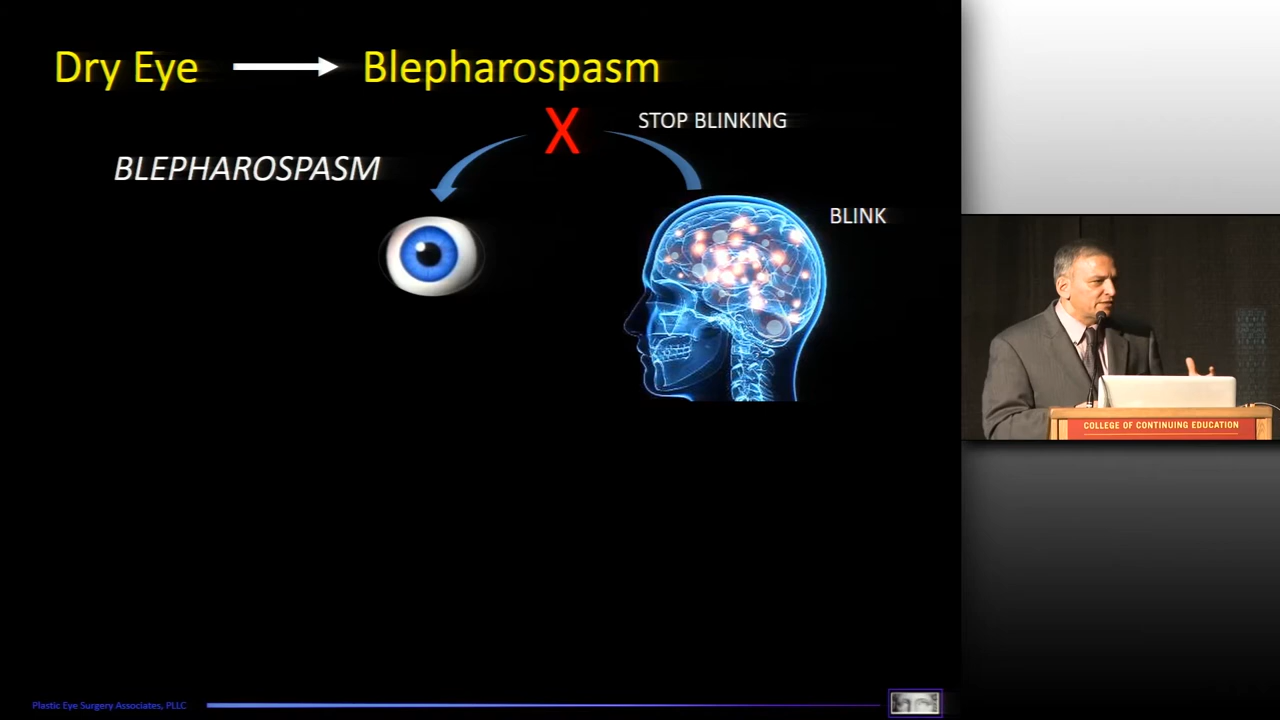 Dry Eye Blepharospasm
X
STOP BLINKING
BLEPHAROSPASM
BLINK
COLLEGE OF CONTINUING EDUCATION
Plastic Eye Surgery Associates, PLLC